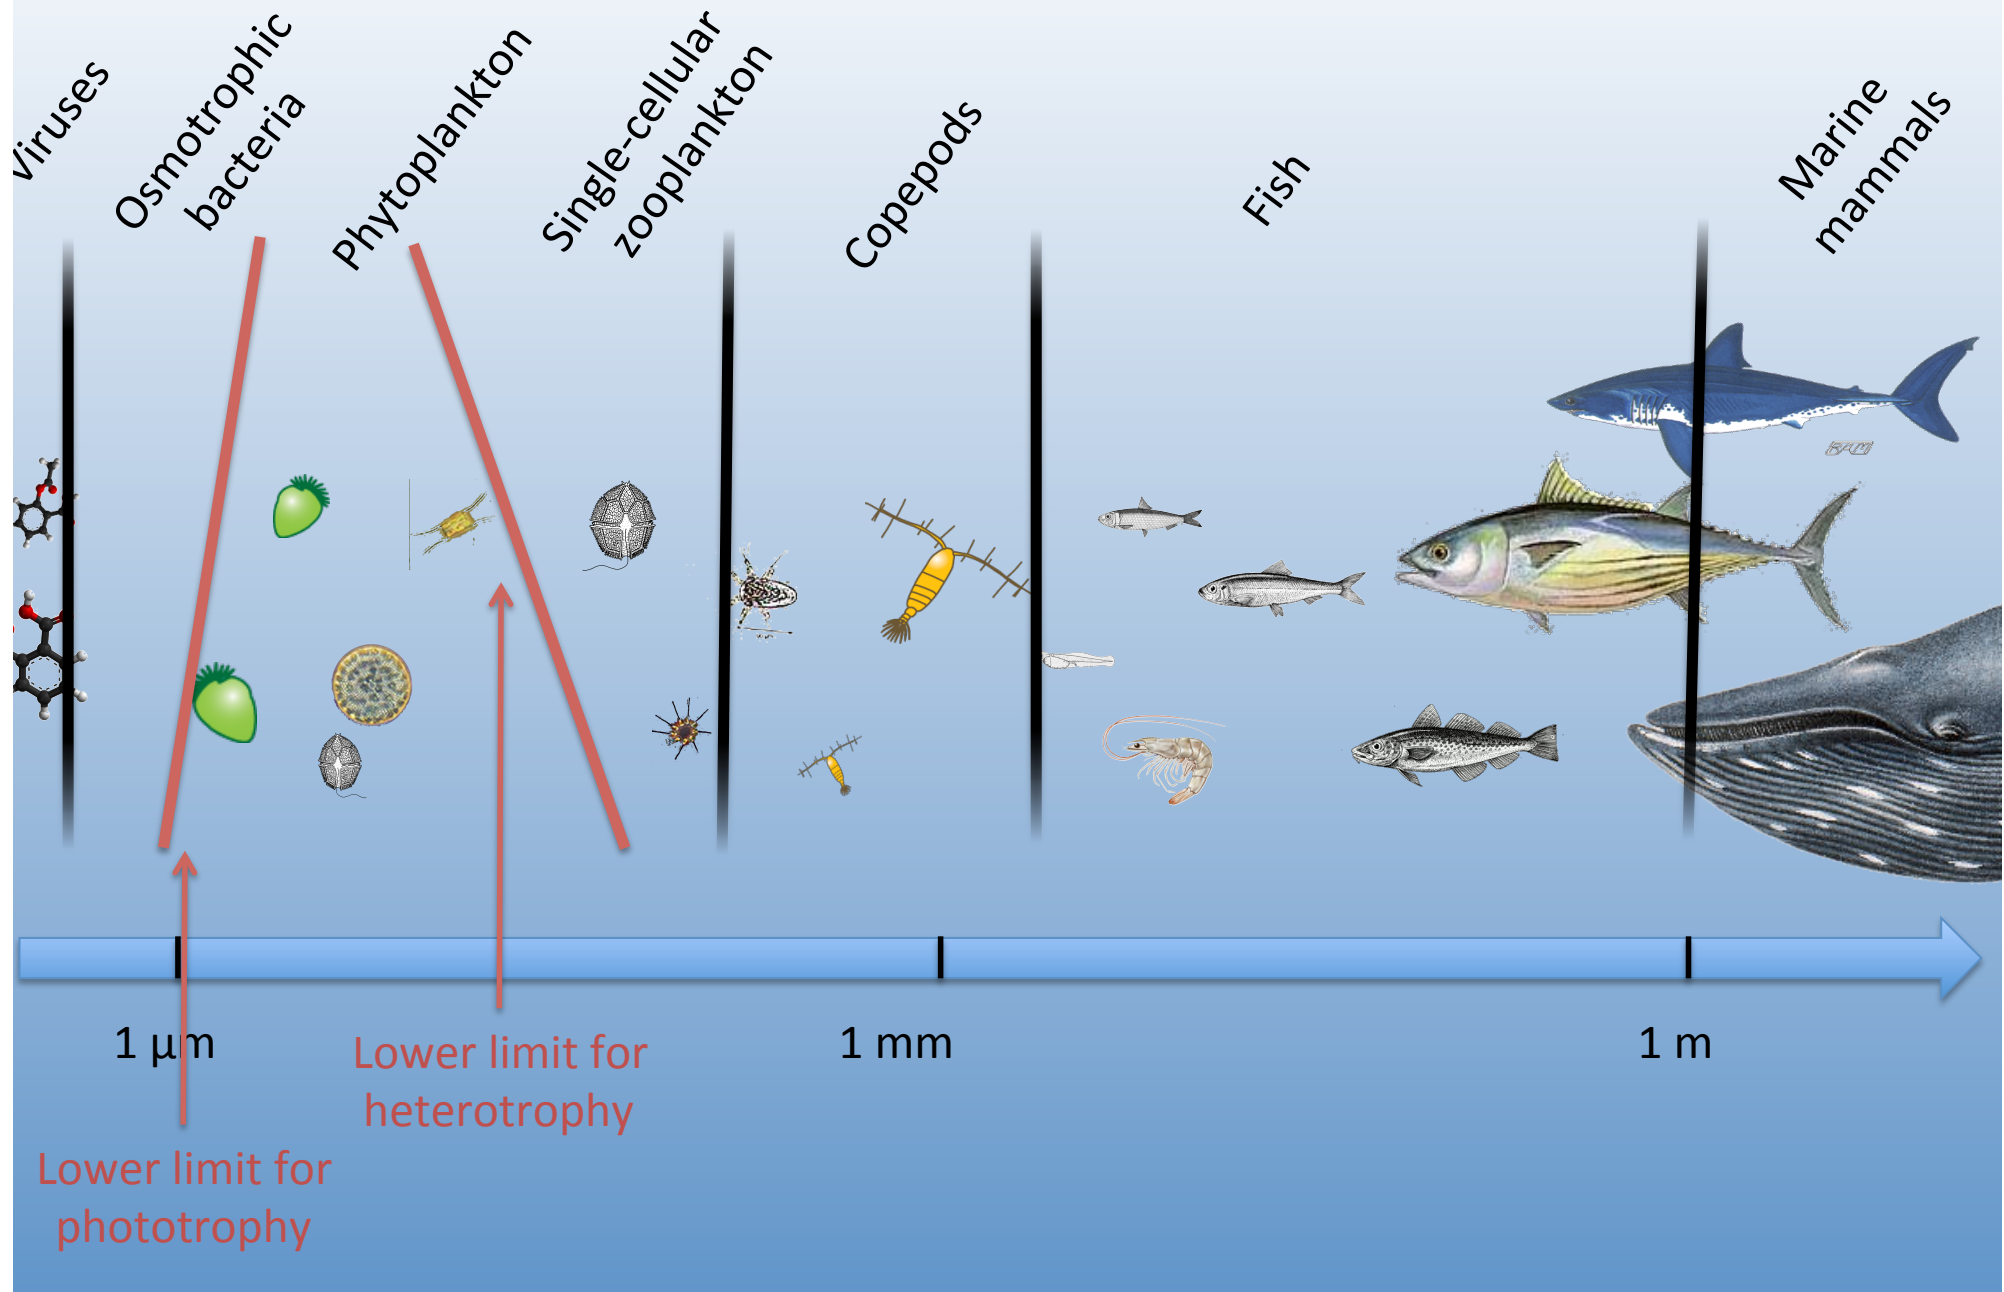 Viruses
Osmotrophic
bacteria
Phytoplankton
Single-cellular
zooplankton
Copepods
Fish
Marine
mammals
1 μm
1 mm
1 m
Lower limit for
heterotrophy
Lower limit for
phototrophy